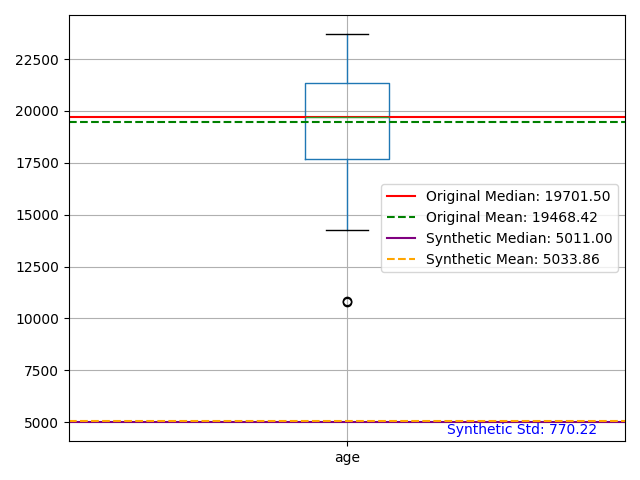 22500
20000
17500
15000
12500
10000
7500
5000
Original Median: 19701.50
Original Mean: 19468.42
Synthetic Median: 5011.00
Synthetic Mean: 5033.86
Synthetic Std: 770.22
age